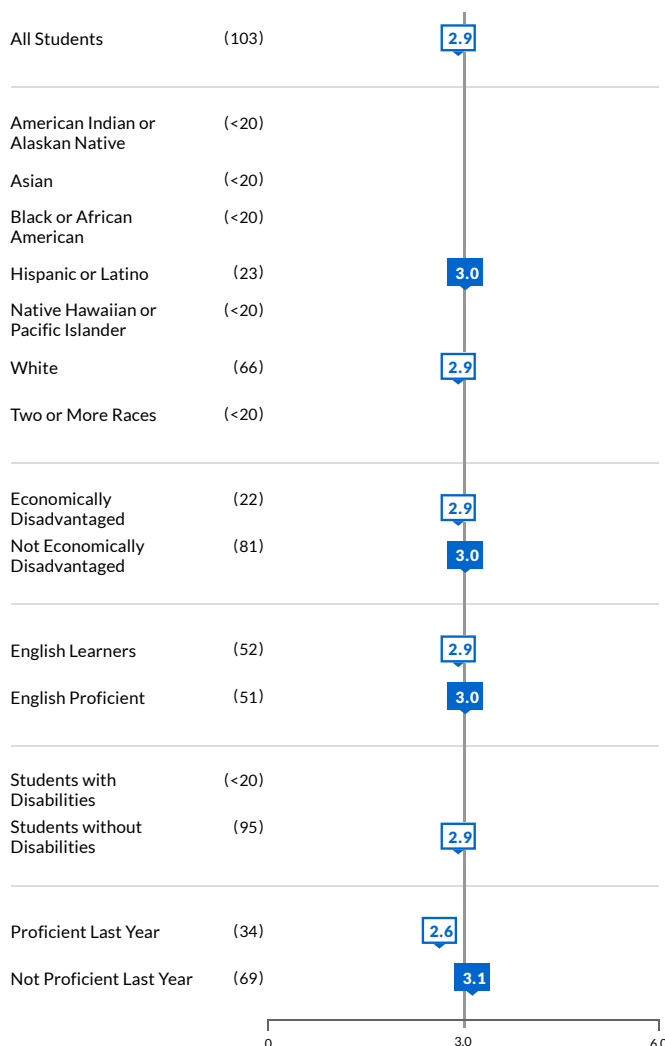 All Students (103) 2.9
American Indian or (<20)
Alaskan Native
Asian (<20)
Black or African (<20)
American
Hispanic or Latino (23) 3.0
Native Hawaiian or (<20)
Pacific Islander
White (66) 2.9
Two or More Races (<20)
Economically (22) 2.9
Disadvantaged
Not Economically (81) 3.0
Disadvantaged
English Learners (52) 2.9
English Proficient (51) 3.0
Students with (<20)
Disabilities
Students without (95) 2.9
Disabilities
Proficient Last Year (34) 2.6
Not Proficient Last Year (69) 3.1
0 3.0 6.0